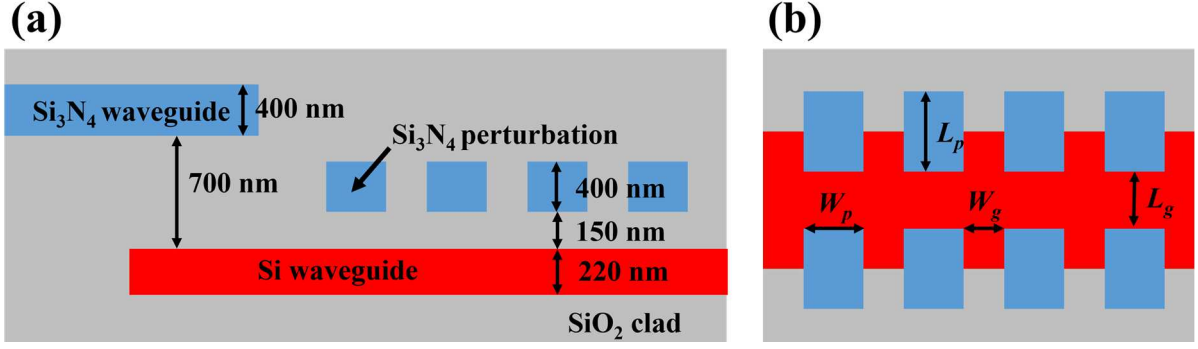 (a)
(b)
Si3N4 waveguide
400 nm
Si3N4 perturbation
700 nm
400 nm
150 nm
Si waveguide
220 nm
SiO2 clad
Lp
Wp
Wg
Lg